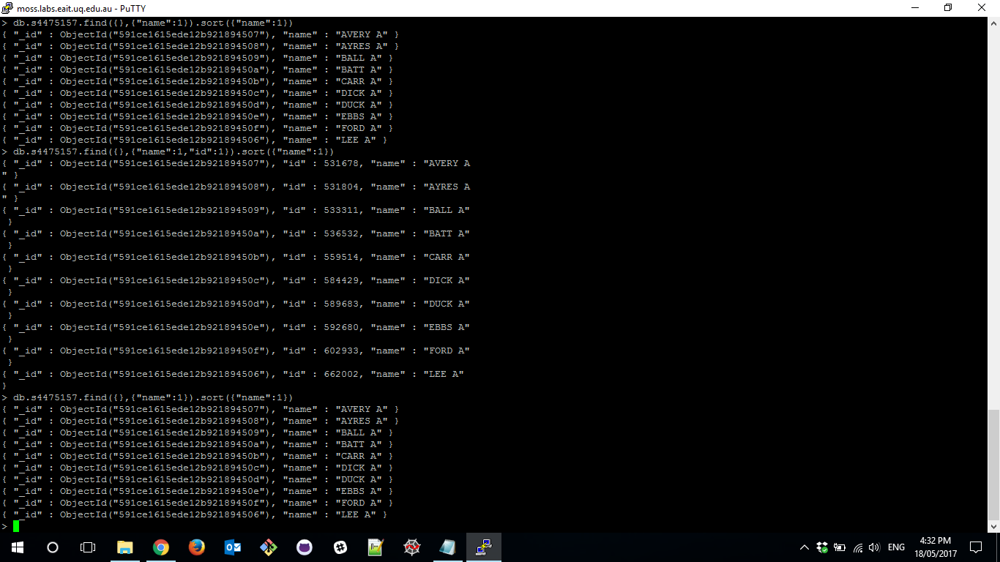 moss.labs.eait.uq.edu.au - PuTTY
> db.s4475157.find({},{"name":1}).sort({"name":1})
{ "_id" : ObjectId("591ce1615ede12b921894507"), "name" : "AVERY A" }
{ "_id" : ObjectId("591ce1615ede12b921894508"), "name" : "AYRES A" }
{ "_id" : ObjectId("591ce1615ede12b921894509"), "name" : "BALL A" }
{ "_id" : ObjectId("591ce1615ede12b92189450a"), "name" : "BATT A" }
{ "_id" : ObjectId("591ce1615ede12b92189450b"), "name" : "CARR A" }
{ "_id" : ObjectId("591ce1615ede12b92189450c"), "name" : "DICK A" }
{ "_id" : ObjectId("591ce1615ede12b92189450d"), "name" : "DUCK A" }
{ "_id" : ObjectId("591ce1615ede12b92189450e"), "name" : "EBBS A" }
{ "_id" : ObjectId("591ce1615ede12b92189450f"), "name" : "FORD A" }
{ "_id" : ObjectId("591ce1615ede12b921894506"), "name" : "LEE A" }
> db.s4475157.find({},{"name":1,"id":1}).sort({"name":1})
{ "_id" : ObjectId("591ce1615ede12b921894507"), "id" : 531678, "name" : "AVERY A
" }
{ "_id" : ObjectId("591ce1615ede12b921894508"), "id" : 531804, "name" : "AYRES A
" }
{ "_id" : ObjectId("591ce1615ede12b921894509"), "id" : 533311, "name" : "BALL A"
}
{ "_id" : ObjectId("591ce1615ede12b92189450a"), "id" : 536532, "name" : "BATT A"
}
{ "_id" : ObjectId("591ce1615ede12b92189450b"), "id" : 559514, "name" : "CARR A"
}
{ "_id" : ObjectId("591ce1615ede12b92189450c"), "id" : 584429, "name" : "DICK A"
}
{ "_id" : ObjectId("591ce1615ede12b92189450d"), "id" : 589683, "name" : "DUCK A"
}
{ "_id" : ObjectId("591ce1615ede12b92189450e"), "id" : 592680, "name" : "EBBS A"
}
{ "_id" : ObjectId("591ce1615ede12b92189450f"), "id" : 602933, "name" : "FORD A"
}
{ "_id" : ObjectId("591ce1615ede12b921894506"), "id" : 662002, "name" : "LEE A"
}
> db.s4475157.find({},{"name":1}).sort({"name":1})
{ "_id" : ObjectId("591ce1615ede12b921894507"), "name" : "AVERY A" }
{ "_id" : ObjectId("591ce1615ede12b921894508"), "name" : "AYRES A" }
{ "_id" : ObjectId("591ce1615ede12b921894509"), "name" : "BALL A" }
{ "_id" : ObjectId("591ce1615ede12b92189450a"), "name" : "BATT A" }
{ "_id" : ObjectId("591ce1615ede12b92189450b"), "name" : "CARR A" }
{ "_id" : ObjectId("591ce1615ede12b92189450c"), "name" : "DICK A" }
{ "_id" : ObjectId("591ce1615ede12b92189450d"), "name" : "DUCK A" }
{ "_id" : ObjectId("591ce1615ede12b92189450e"), "name" : "EBBS A" }
{ "_id" : ObjectId("591ce1615ede12b92189450f"), "name" : "FORD A" }
{ "_id" : ObjectId("591ce1615ede12b921894506"), "name" : "LEE A" }
>
ENG
4:32 PM
18/05/2017